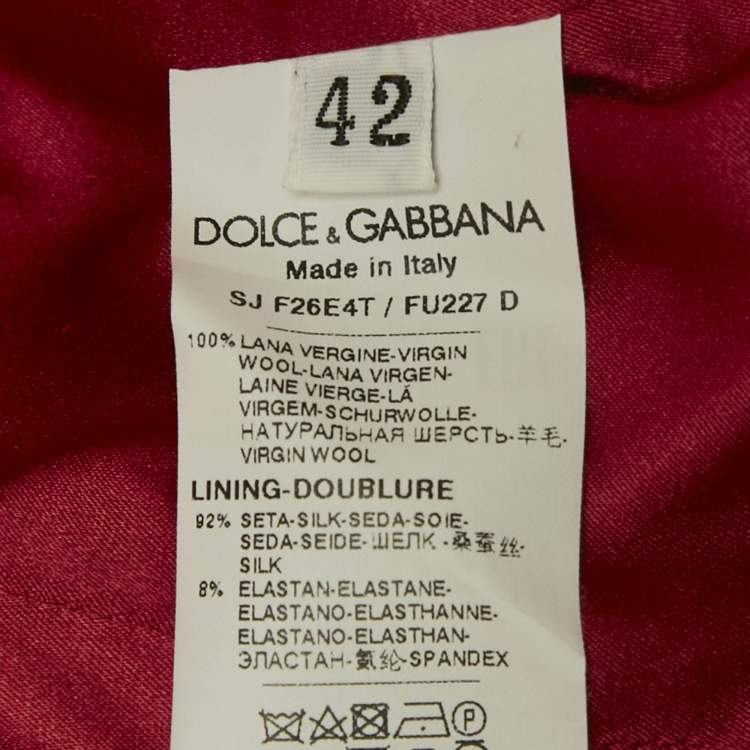 42
DOLCE & GABBANA
Made in Italy
SJ F26E4T / FU227 D
100% LANA VERGINE-VIRGIN
WOOL-LANA VIRGEN-
LAINE VIERGE-LÃ
VIRGEM-SCHURWOLLE-
НАТУРАЛЬНАЯ ШЕРСТЬ-羊毛-
VIRGIN WOOL
LINING-DOUBLURE
92% SETA-SILK-SEDA-SOIE-
SEDA-SEIDE-ШЕЛК -桑蚕丝-
SILK
8% ELASTAN-ELASTANE-
ELASTANO-ELASTHANNE-
ELASTANO-ELASTHAN-
ЭЛАСТАН-氨纶-SPANDEX
P